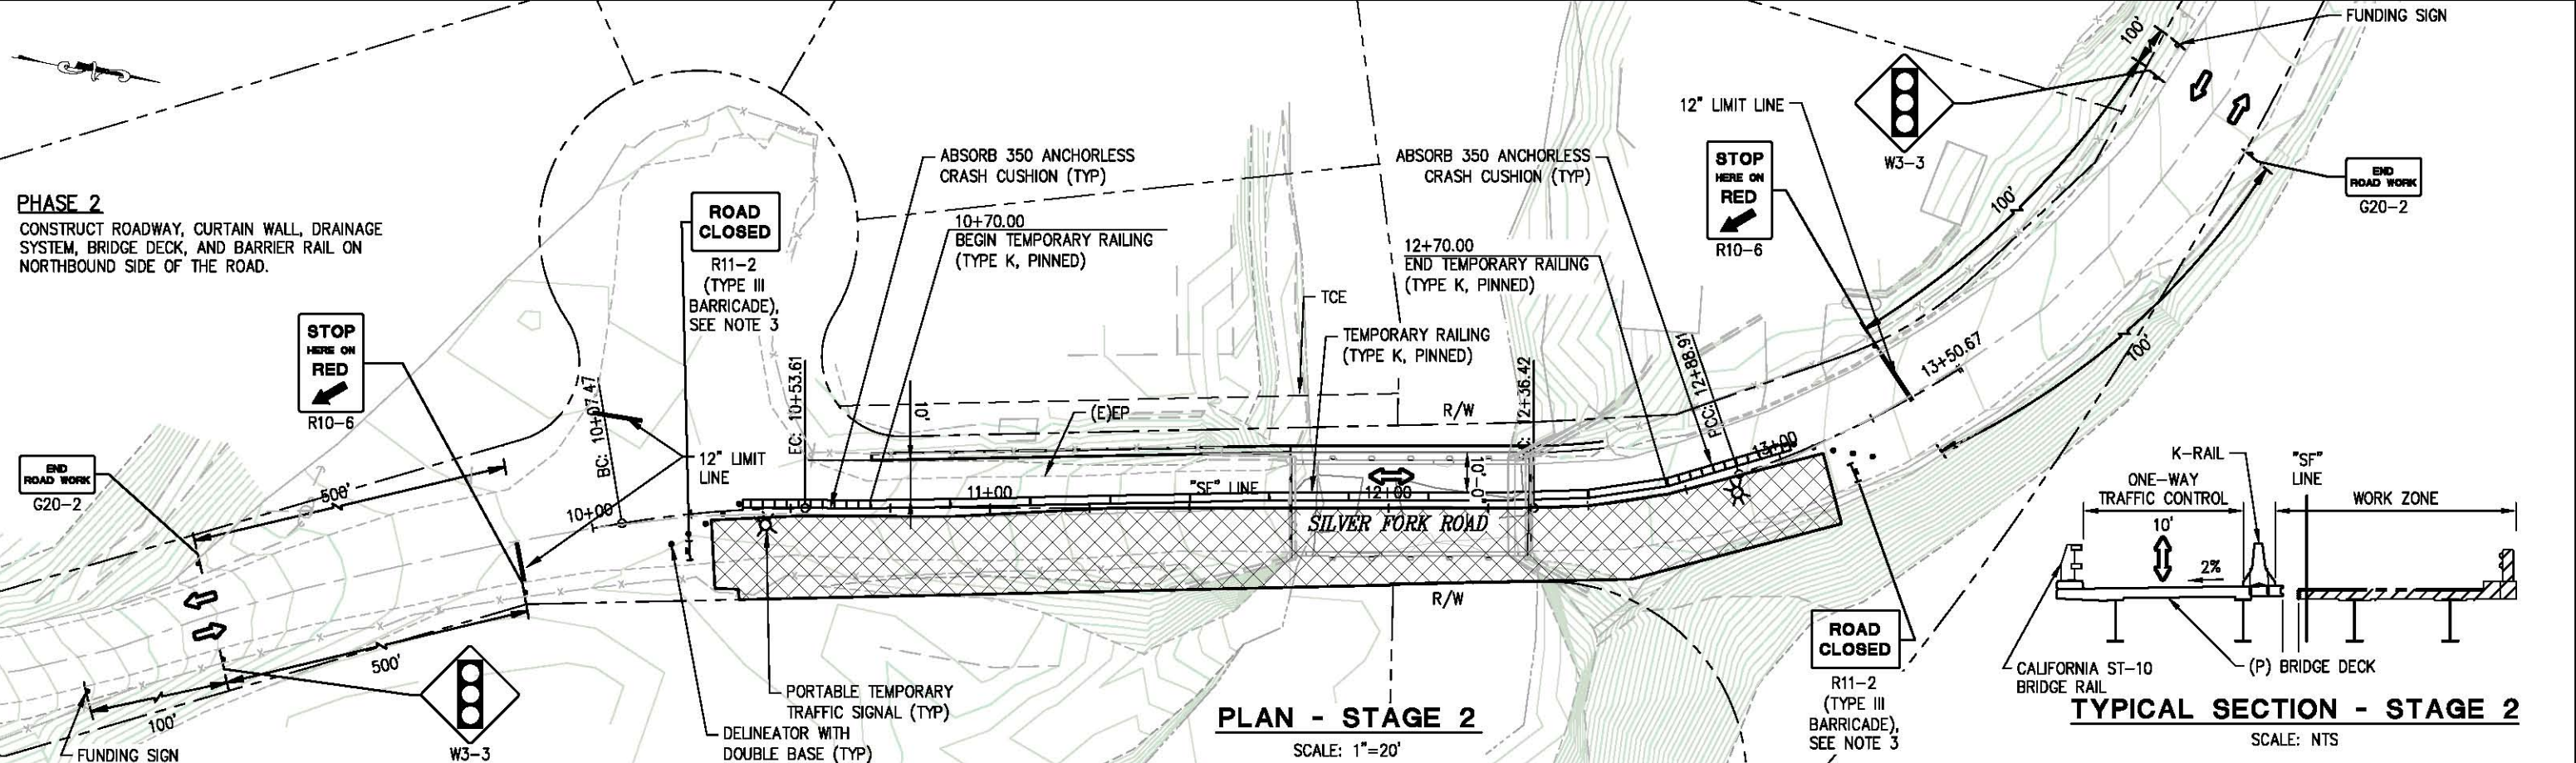 PHASE 2
CONSTRUCT ROADWAY, CURTAIN WALL, DRAINAGE
SYSTEM, BRIDGE DECK, AND BARRIER RAIL ON
NORTHBOUND SIDE OF THE ROAD.
STOP
HERE ON
RED
R10-6
END
ROAD WORK
G20-2
500'
500'
100'
FUNDING SIGN
W3-3
10+00
BC: 10+07.47
12" LIMIT
LINE
ROAD
CLOSED
R11-2
(TYPE III
BARRICADE),
SEE NOTE 3
EC: 10+53.61
ABSORB 350 ANCHORLESS
CRASH CUSHION (TYP)
10+70.00
BEGIN TEMPORARY RAILING
(TYPE K, PINNED)
10'
(E)EP
11+00
"SF" LINE
12+00
10'-0"
SILVER FORK ROAD
TCE
TEMPORARY RAILING
(TYPE K, PINNED)
R/W
R/W
ABSORB 350 ANCHORLESS
CRASH CUSHION (TYP)
12+70.00
END TEMPORARY RAILING
(TYPE K, PINNED)
12+36.42
PCC: 12+88.91
13+00
13+50.67
12" LIMIT LINE
STOP
HERE ON
RED
R10-6
W3-3
100'
100'
100'
FUNDING SIGN
END
ROAD WORK
G20-2
ROAD
CLOSED
R11-2
(TYPE III
BARRICADE),
SEE NOTE 3
PORTABLE TEMPORARY
TRAFFIC SIGNAL (TYP)
DELINEATOR WITH
DOUBLE BASE (TYP)
PLAN - STAGE 2
SCALE: 1"=20'
K-RAIL
"SF"
LINE
ONE-WAY
TRAFFIC CONTROL
WORK ZONE
10'
2%
CALIFORNIA ST-10
BRIDGE RAIL
(P) BRIDGE DECK
TYPICAL SECTION - STAGE 2
SCALE: NTS